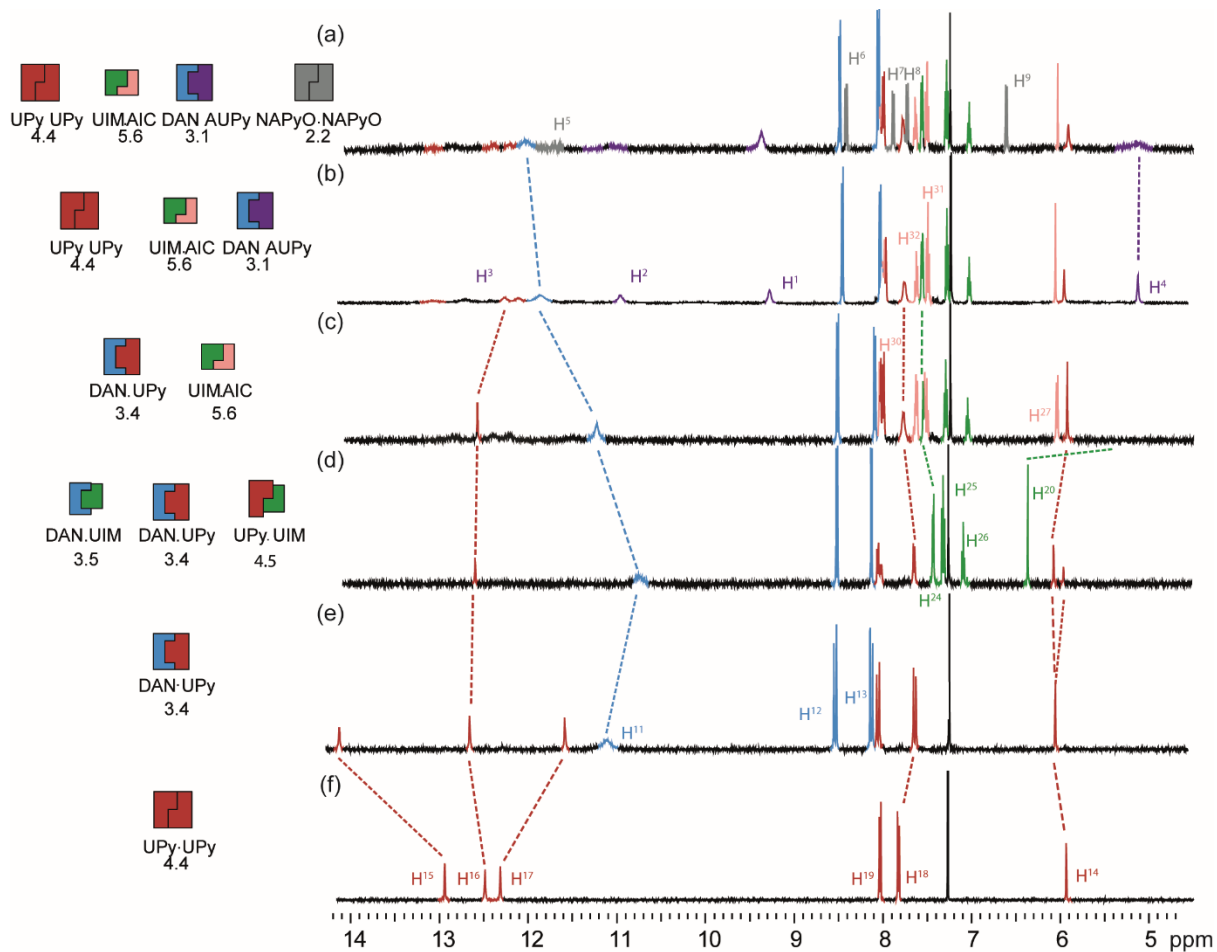 (a)
H6
H7 H8
H9
H5
UPy UPy UIM.AIC DAN AUPy NAPyO·NAPyO
4.4 5.6 3.1 2.2
(b)
H31
H32
H3
H2
H1
H4
UPy UPy UIM.AIC DAN AUPy
4.4 5.6 3.1
(c)
H30
H27
DAN.UPy UIM.AIC
3.4 5.6
(d)
H25
H20
H26
H24
DAN.UIM DAN.UPy UPy.UIM
3.5 3.4 4.5
(e)
H12
H13
H11
DAN·UPy
3.4
(f)
H15 H16 H17
H19 H18
H14
UPy·UPy
4.4
14 13 12 11 10 9 8 7 6 5 ppm